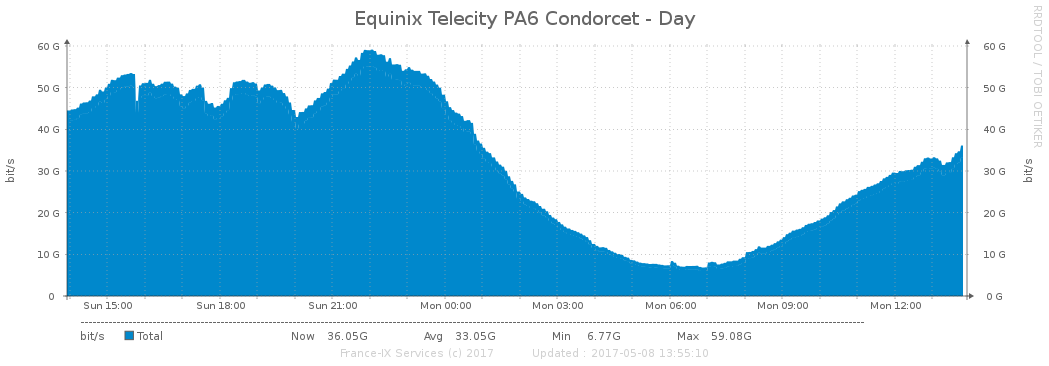 Equinix Telecity PA6 Condorcet - Day
RRDTOOL / TOBI OETIKER
60 G 60 G
50 G 50 G
40 G 40 G
30 G 30 G
20 G 20 G
10 G 10 G
0 0 G
bit/s bit/s
Sun 15:00 Sun 18:00 Sun 21:00 Mon 00:00 Mon 03:00 Mon 06:00 Mon 09:00 Mon 12:00
bit/s Total Now 36.05G Avg 33.05G Min 6.77G Max 59.08G
France-IX Services (c) 2017 Updated : 2017-05-08 13:55:10